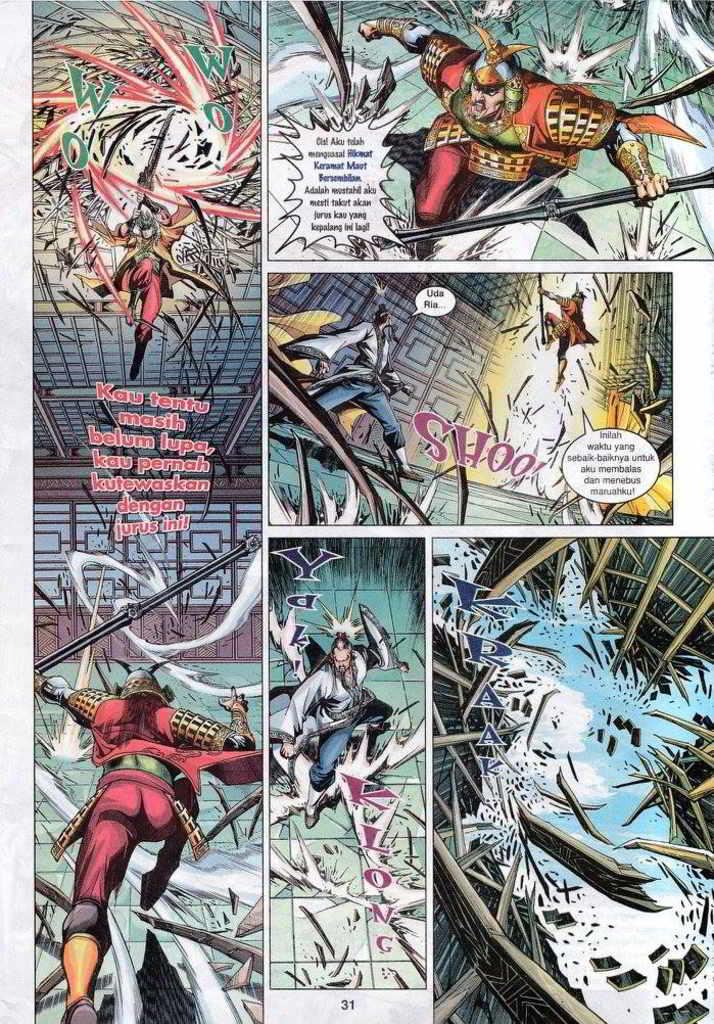 WO
WO
Kau tentu
masih
belum lupa,
kau pernah
kutewaskan
dengan
jurus ini!
Cis! Aku
telah
menguasai Hikmat
Keramat Maut
Bersembilan.
Adalah mustahil aku
mesti takut akan
jurus kau yang
kepalang ini lagi!
Uda
Ria...
SHOO!
Inilah
waktu yang
sebaik-baiknya untuk
aku membalas
dan menebus
maruahku!
KLONG
KRAAK
31